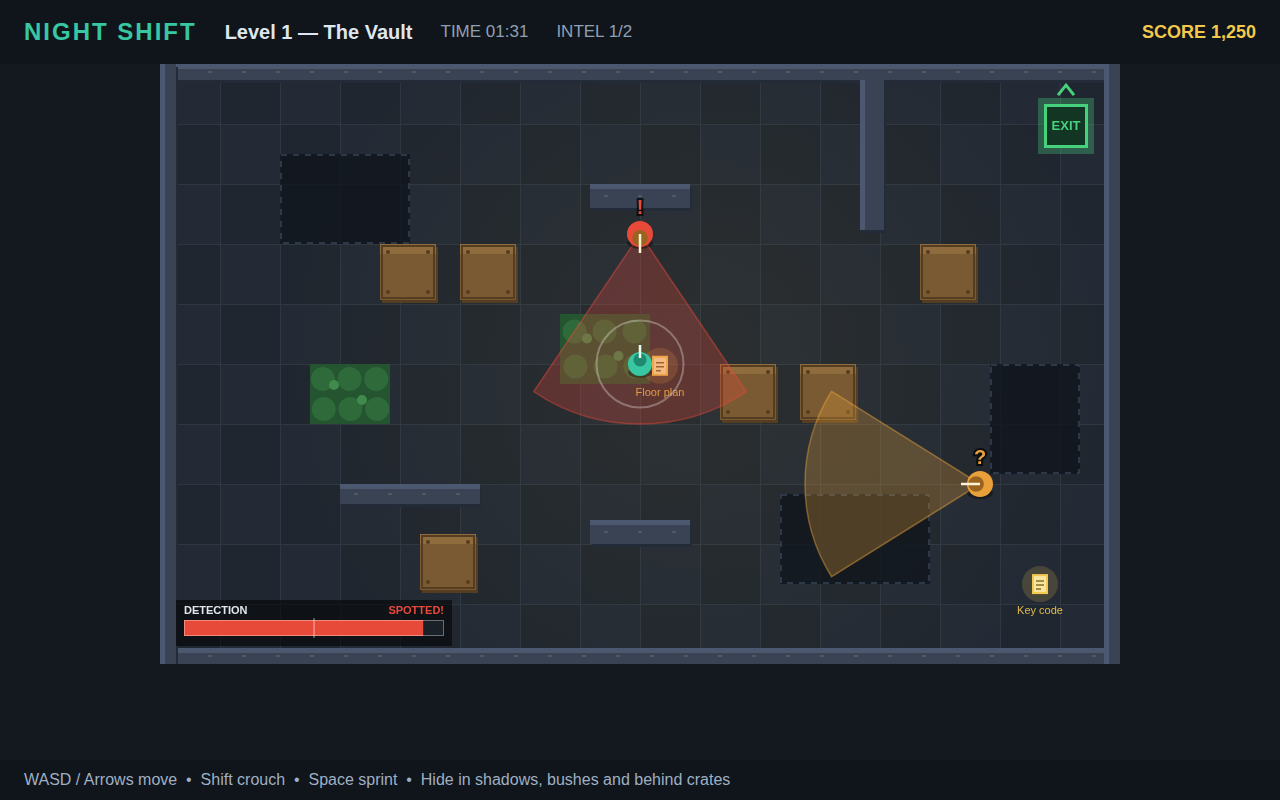 NIGHT SHIFT Level 1 — The Vault TIME 01:31 INTEL 1/2 SCORE 1,250
EXIT
!
Floor plan
?
Key code
DETECTION SPOTTED!
WASD / Arrows move • Shift crouch • Space sprint • Hide in shadows, bushes and behind crates